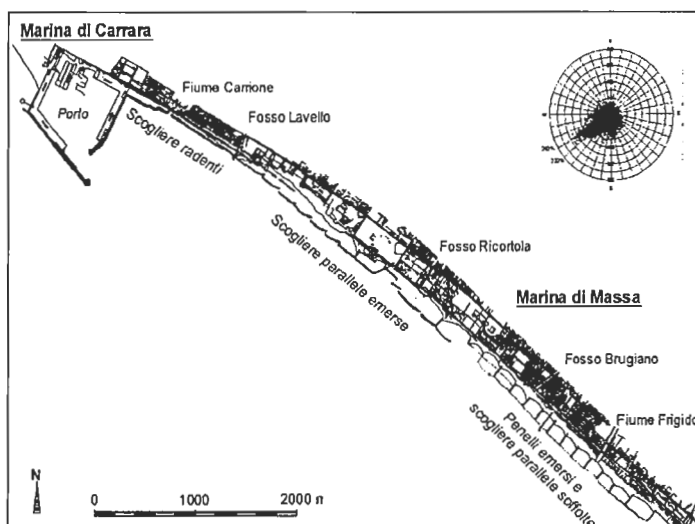 Marina di Carrara
Porto
Fiume Carrione
Fosso Lavello
Scogliere radenti
Scogliere parallele emerse
Fosso Ricortola
Marina di Massa
Fosso Brugiano
Fiume Frigido
Penelli emersi e
scogliere parallele soffolte
N
0 1000 2000 m